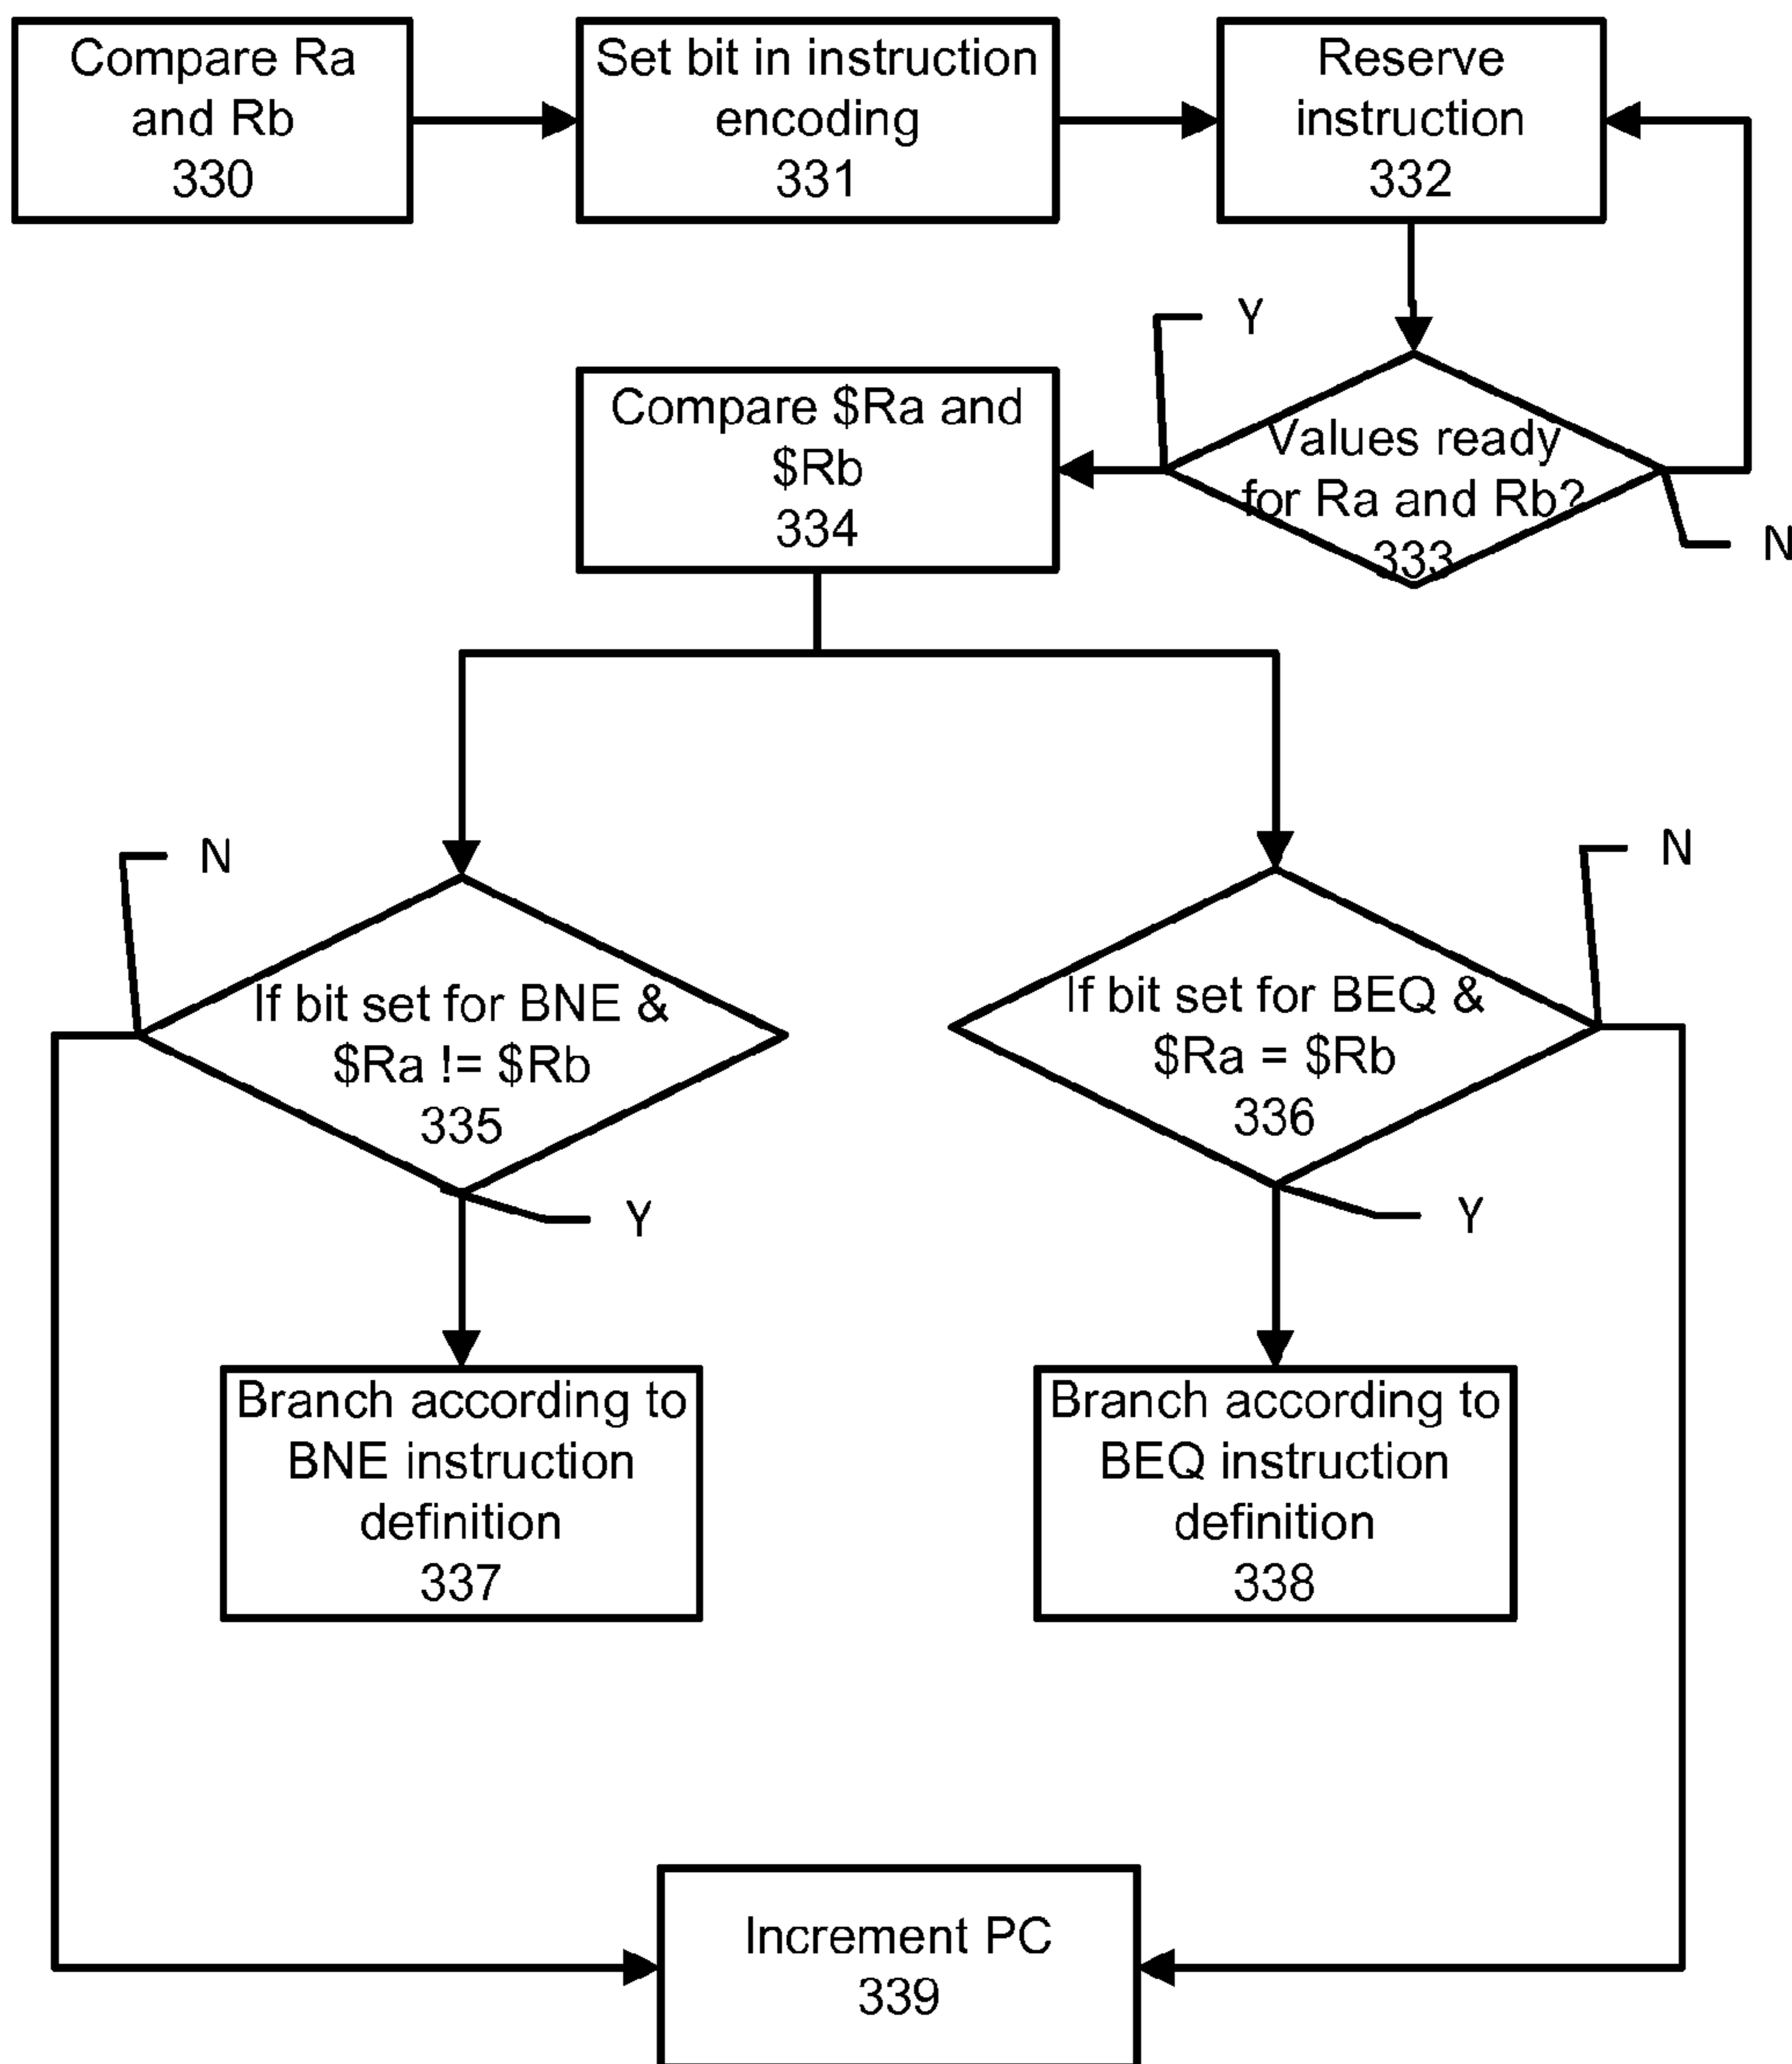 Compare Ra
and Rb
330
Set bit in instruction
encoding
331
Reserve
instruction
332
Y
Values ready
for Ra and Rb?
333
N
Compare $Ra and
$Rb
334
N
If bit set for BNE &
$Ra != $Rb
335
Y
N
If bit set for BEQ &
$Ra = $Rb
336
Y
Branch according to
BNE instruction
definition
337
Branch according to
BEQ instruction
definition
338
Increment PC
339